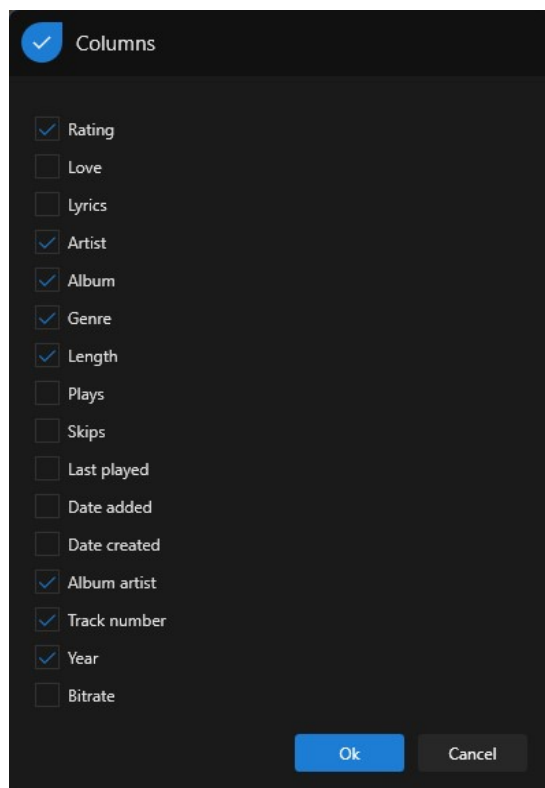 Columns
Rating
Love
Lyrics
Artist
Album
Genre
Length
Plays
Skips
Last played
Date added
Date created
Album artist
Track number
Year
Bitrate
Ok Cancel